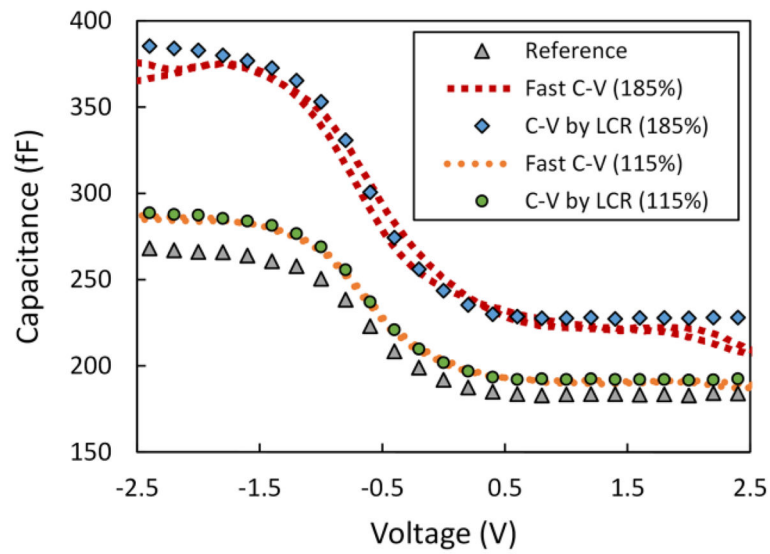 400
350
300
250
200
150
Capacitance (fF)
Reference
Fast C-V (185%)
C-V by LCR (185%)
Fast C-V (115%)
C-V by LCR (115%)
-2.5
-1.5
-0.5
0.5
1.5
2.5
Voltage (V)